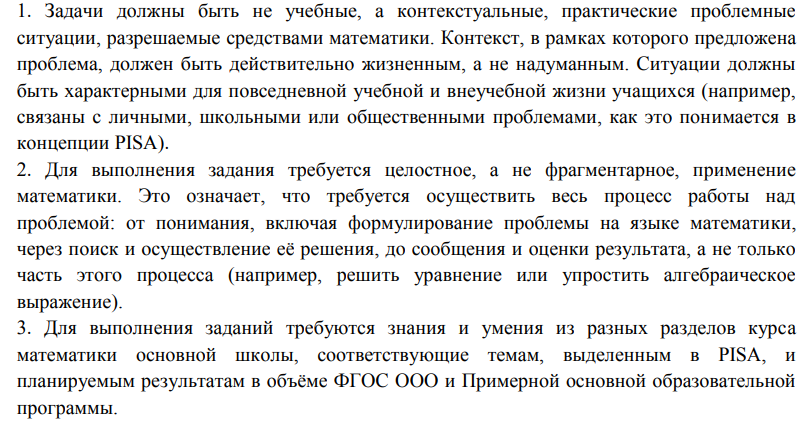 1. Задачи должны быть не учебные, а контекстуальные, практические проблемные
ситуации, разрешаемые средствами математики. Контекст, в рамках которого предложена
проблема, должен быть действительно жизненным, а не надуманным. Ситуации должны
быть характерными для повседневной учебной и внеучебной жизни учащихся (например,
связаны с личными, школьными или общественными проблемами, как это понимается в
концепции PISA).
2. Для выполнения задания требуется целостное, а не фрагментарное, применение
математики. Это означает, что требуется осуществить весь процесс работы над
проблемой: от понимания, включая формулирование проблемы на языке математики,
через поиск и осуществление её решения, до сообщения и оценки результата, а не только
часть этого процесса (например, решить уравнение или упростить алгебраическое
выражение).
3. Для выполнения заданий требуются знания и умения из разных разделов курса
математики основной школы, соответствующие темам, выделенным в PISA, и
планируемым результатам в объёме ФГОС ООО и Примерной основной образовательной
программы.